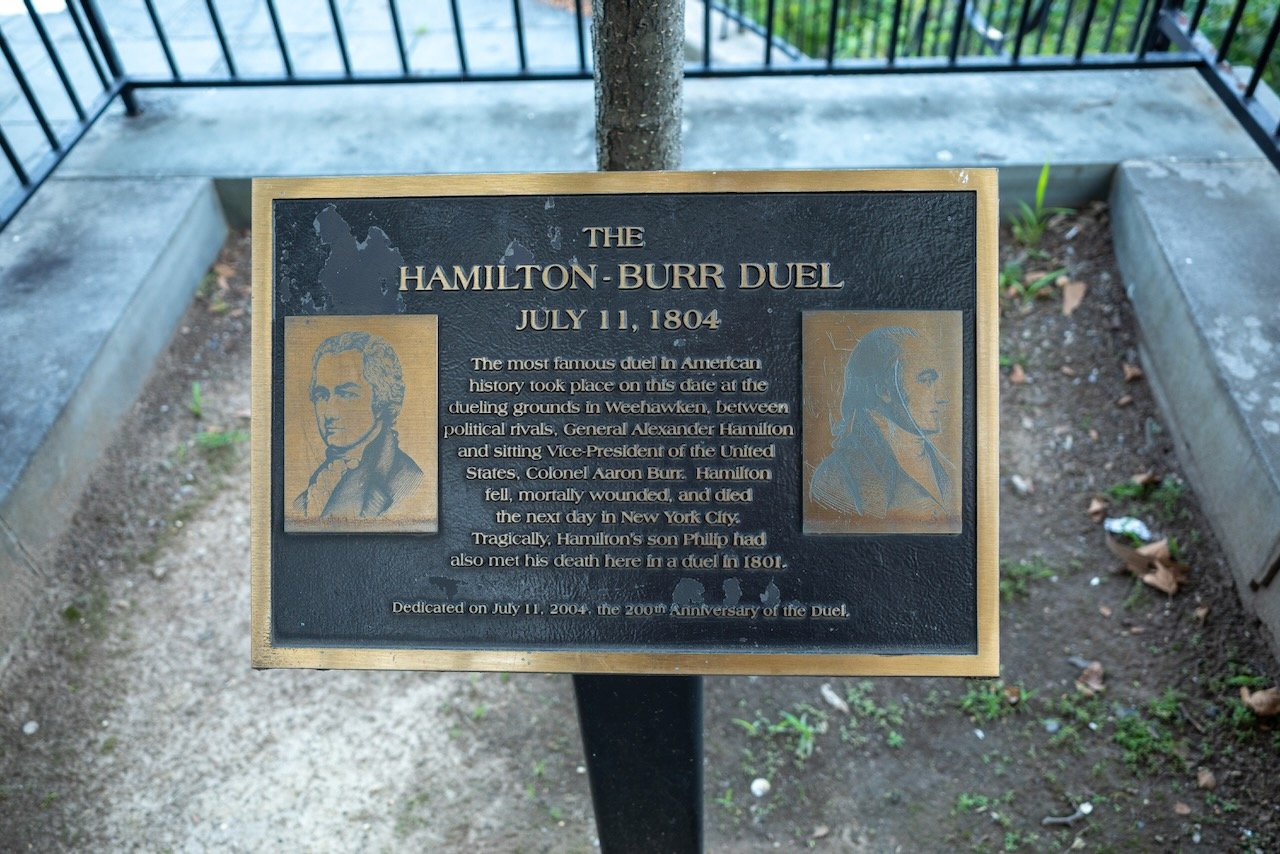 THE
HAMILTON-BURR DUEL
JULY 11, 1804
The most famous duel in American
history took place on this date at the
dueling grounds in Weehawken, between
political rivals, General Alexander Hamilton
and sitting Vice-President of the United
States, Colonel Aaron Burr. Hamilton
fell, mortally wounded, and died
the next day in New York City.
Tragically, Hamilton's son Philip had
also met his death here in a duel in 1801.
Dedicated on July 11, 2004, the 200th Anniversary of the Duel.